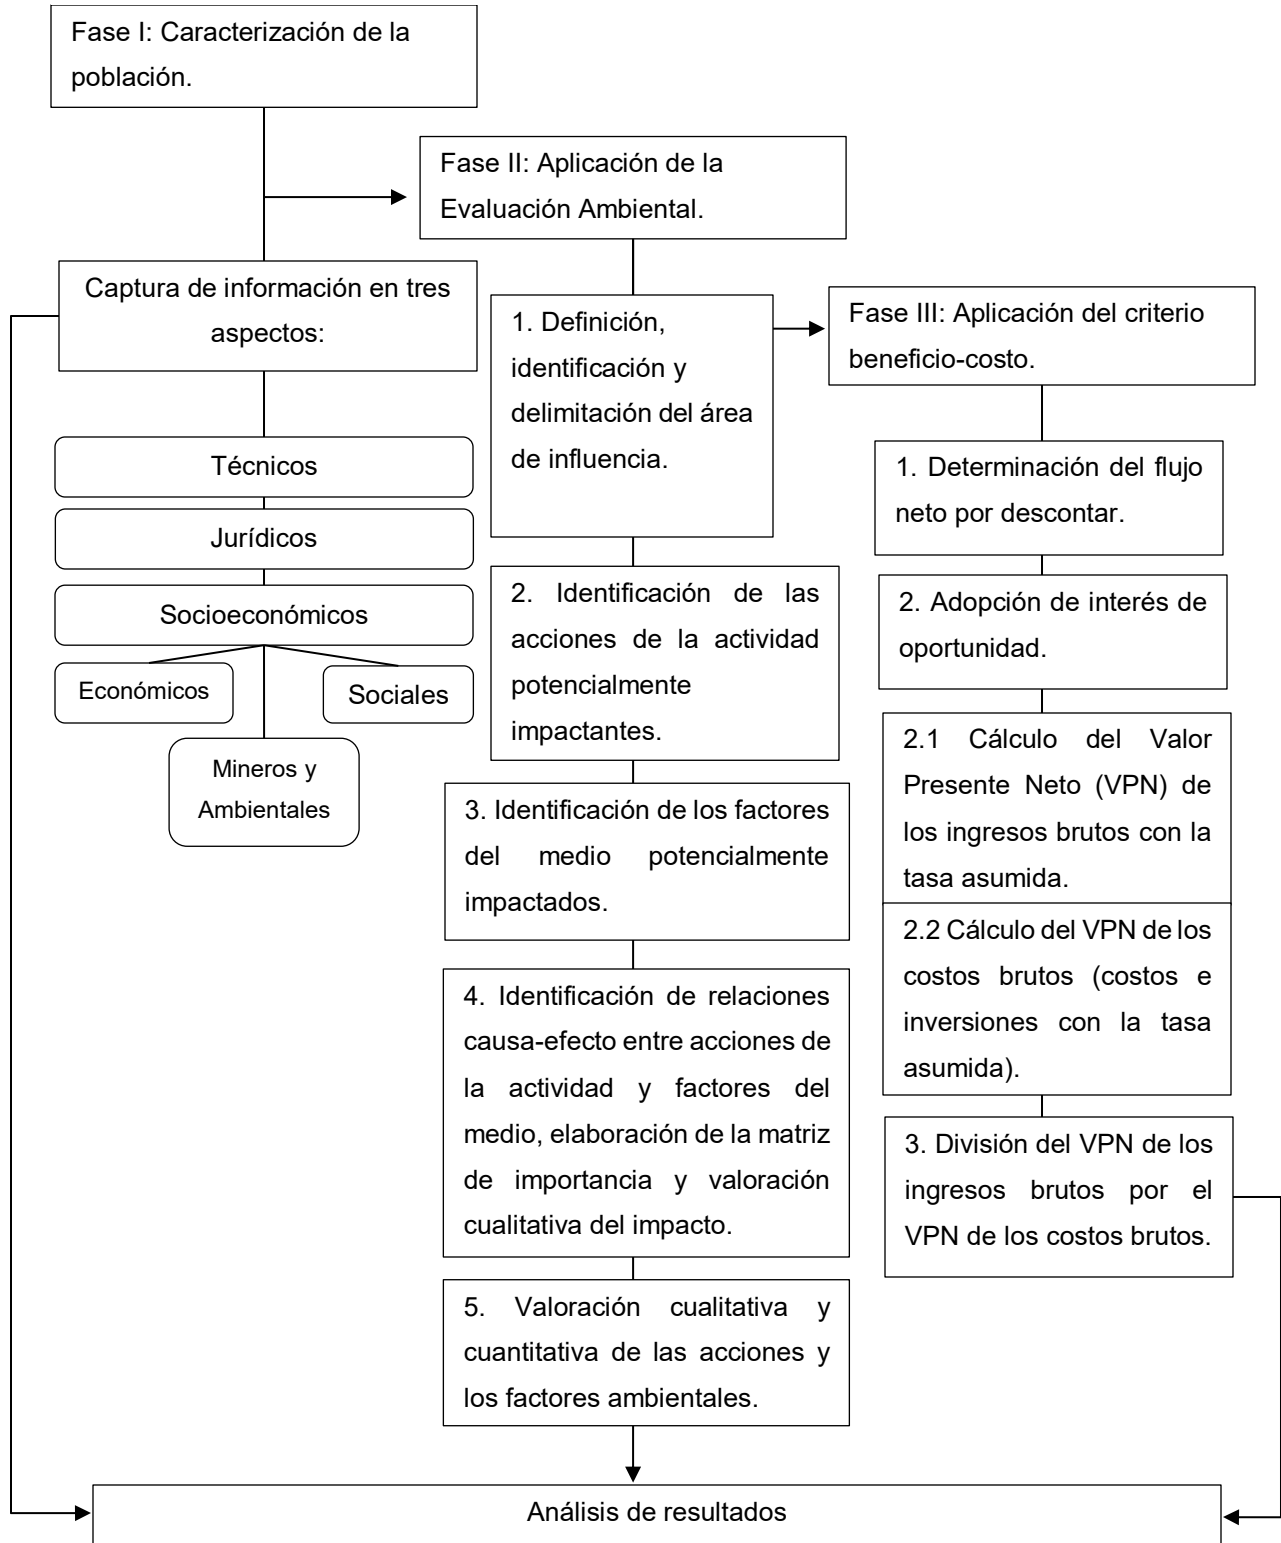 Fase I: Caracterización de la
población.
Fase II: Aplicación de la
Evaluación Ambiental.
Captura de información en tres
aspectos:
Técnicos
Jurídicos
Socioeconómicos
Económicos
Sociales
Mineros y
Ambientales
1. Definición,
identificación y
delimitación del área
de influencia.
2. Identificación de las
acciones de la actividad
potencialmente
impactantes.
3. Identificación de los factores
del medio potencialmente
impactados.
4. Identificación de relaciones
causa-efecto entre acciones de
la actividad y factores del
medio, elaboración de la matriz
de importancia y valoración
cualitativa del impacto.
5. Valoración cualitativa y
cuantitativa de las acciones y
los factores ambientales.
Fase III: Aplicación del criterio
beneficio-costo.
1. Determinación del flujo
neto por descontar.
2. Adopción de interés de
oportunidad.
2.1 Cálculo del Valor
Presente Neto (VPN) de
los ingresos brutos con la
tasa asumida.
2.2 Cálculo del VPN de los
costos brutos (costos e
inversiones con la tasa
asumida).
3. División del VPN de los
ingresos brutos por el
VPN de los costos brutos.
Análisis de resultados